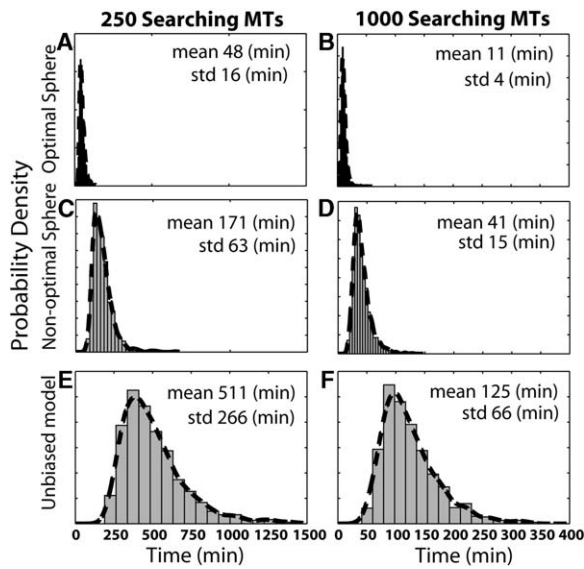 250 Searching MTs
1000 Searching MTs
Probability Density
Optimal Sphere
A
mean 48 (min)
std 16 (min)
B
mean 11 (min)
std 4 (min)
Non-optimal Sphere
C
mean 171 (min)
std 63 (min)
D
mean 41 (min)
std 15 (min)
Unbiased model
E
mean 511 (min)
std 266 (min)
F
mean 125 (min)
std 66 (min)
0 250 500 750 1000 1250 1500
0 50 100 150 200 250 300 350 400
Time (min)
Time (min)